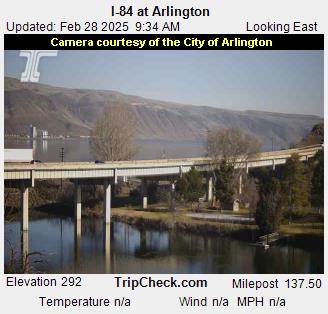 I-84 at Arlington
Updated: Feb 28 2025 9:34 AM Looking East
Camera courtesy of the City of Arlington
Elevation 292 TripCheck.com Milepost 137.50
Temperature n/a Wind n/a MPH n/a